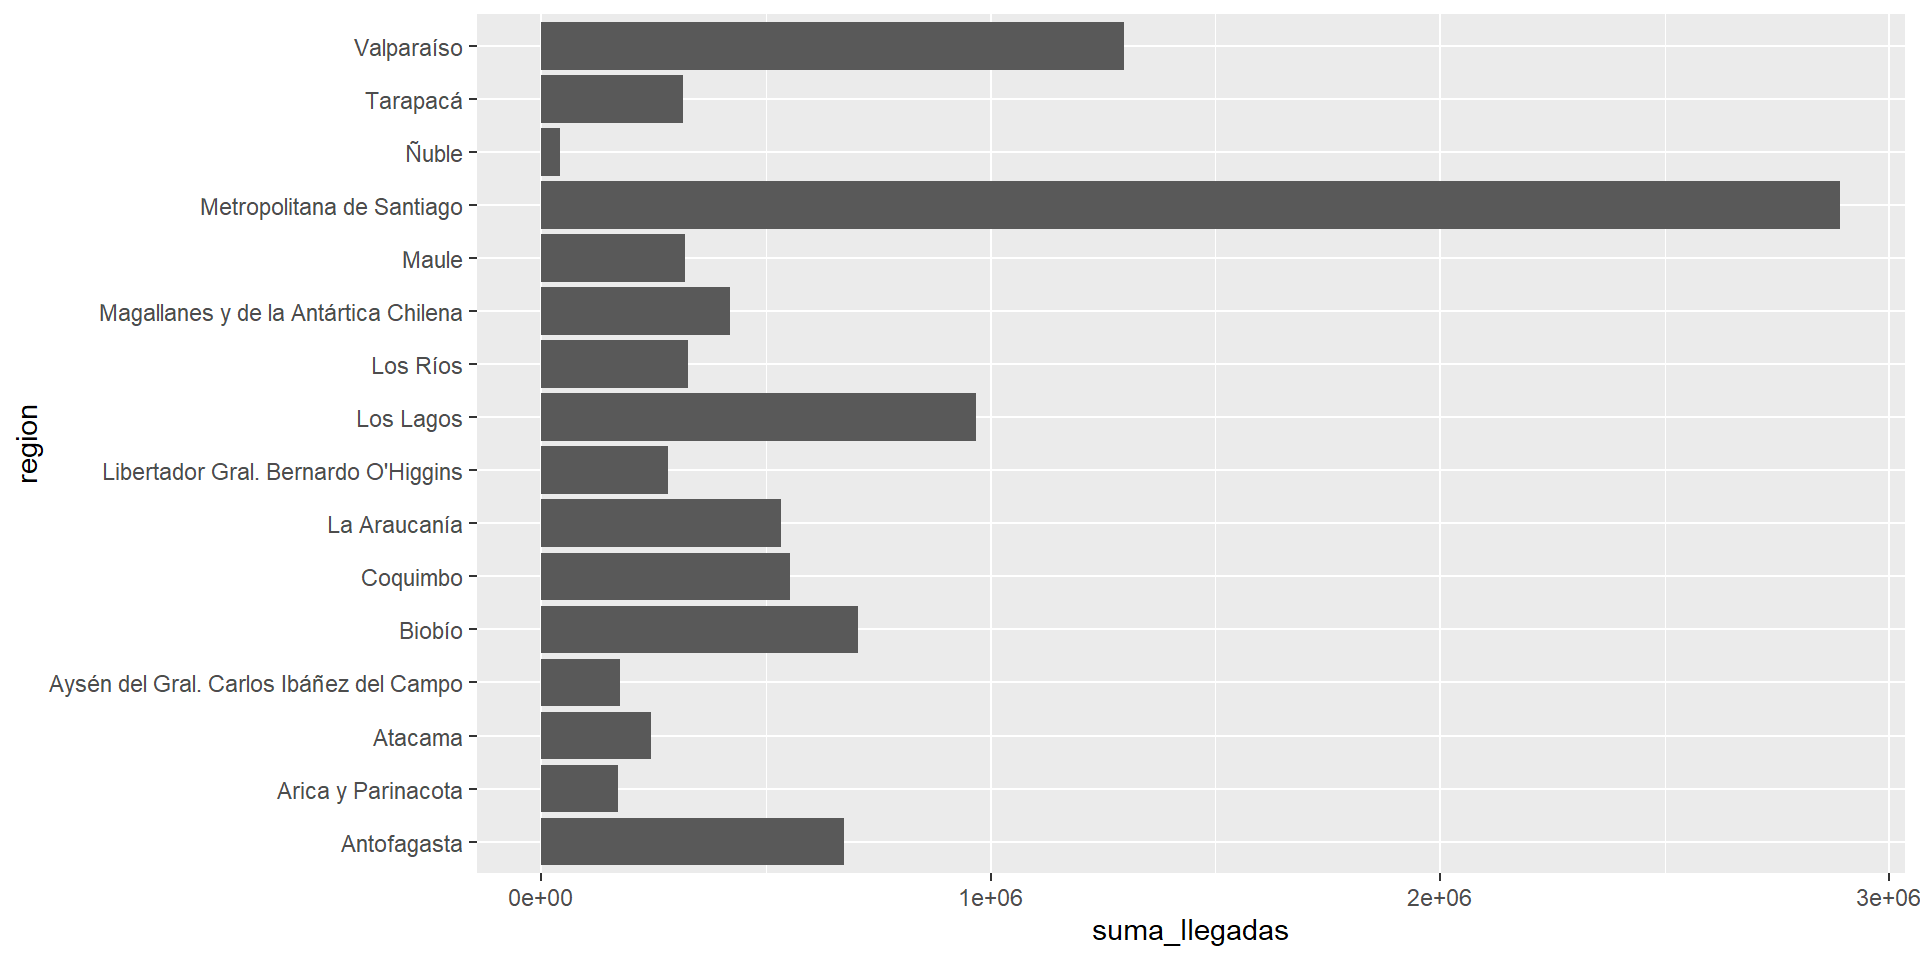 Valparaíso
Tarapacá
Ñuble
Metropolitana de Santiago
Maule
Magallanes y de la Antártica Chilena
Los Ríos
Los Lagos
Libertador Gral. Bernardo O'Higgins
La Araucanía
Coquimbo
Biobío
Aysén del Gral. Carlos Ibáñez del Campo
Atacama
Arica y Parinacota
Antofagasta
region
0e+00 1e+06 2e+06 3e+06
suma_llegadas